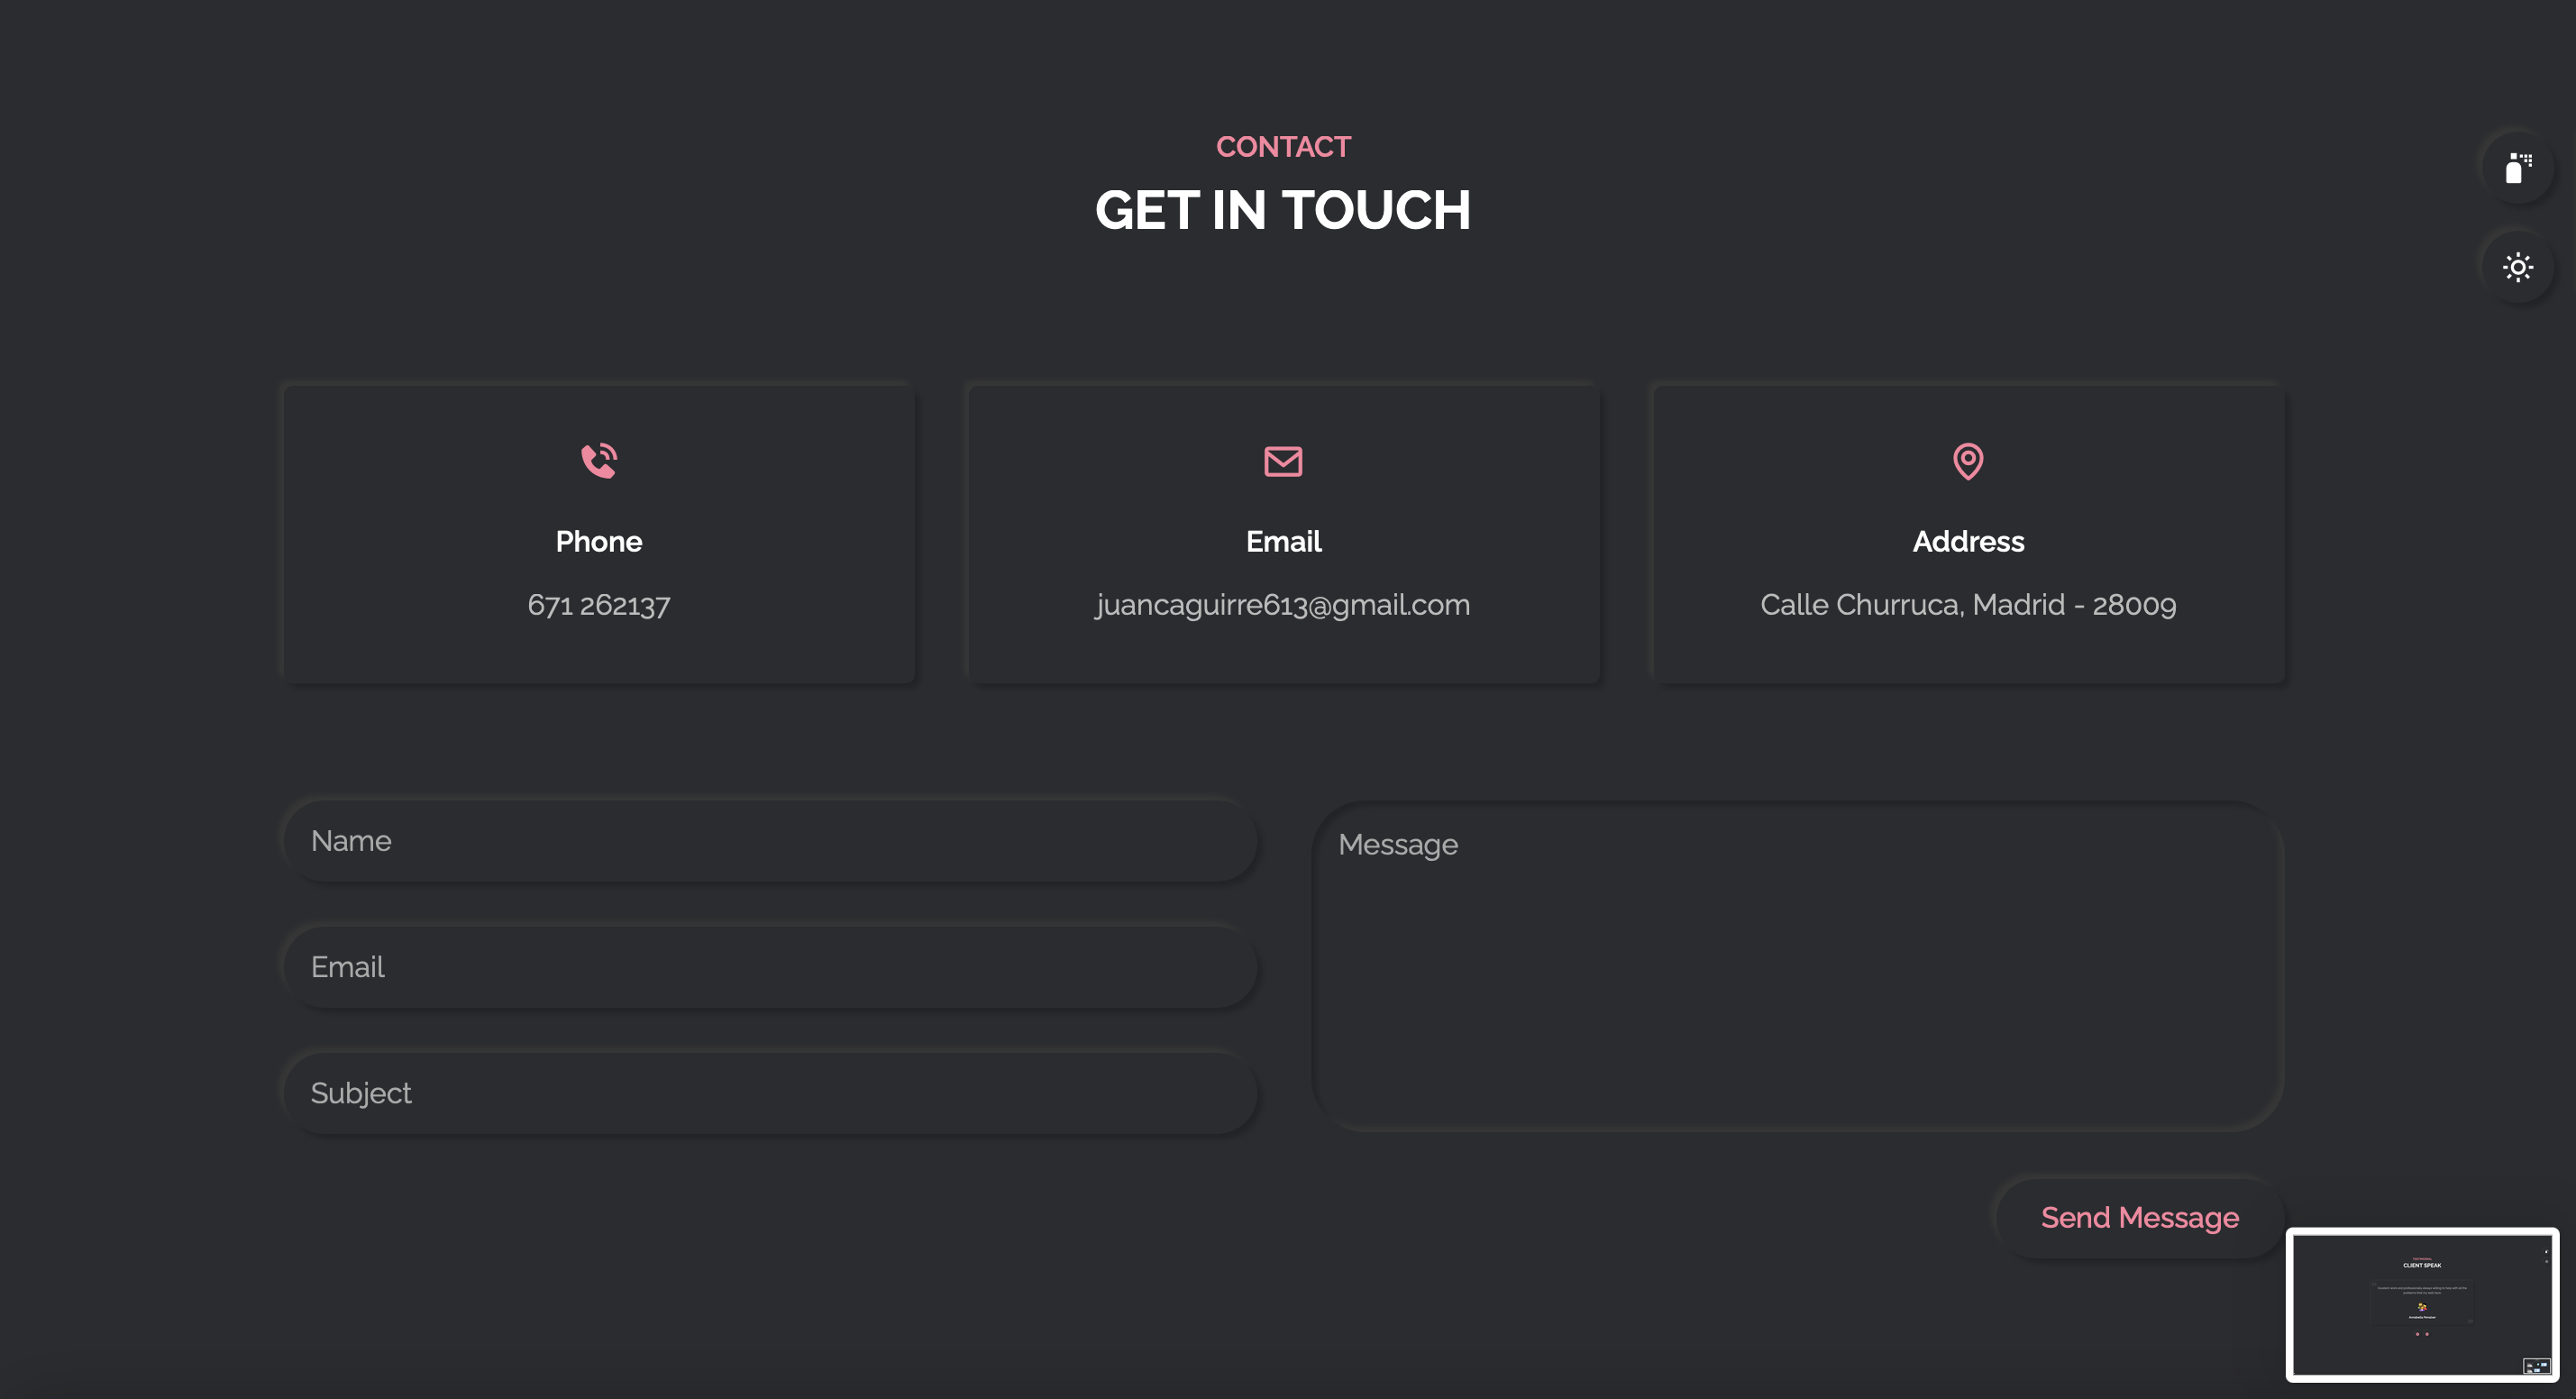 CONTACT
GET IN TOUCH
Phone
671 262137
Email
juancaguirre613@gmail.com
Address
Calle Churruca, Madrid - 28009
Name
Email
Subject
Message
Send Message
CLIENT SPEAK